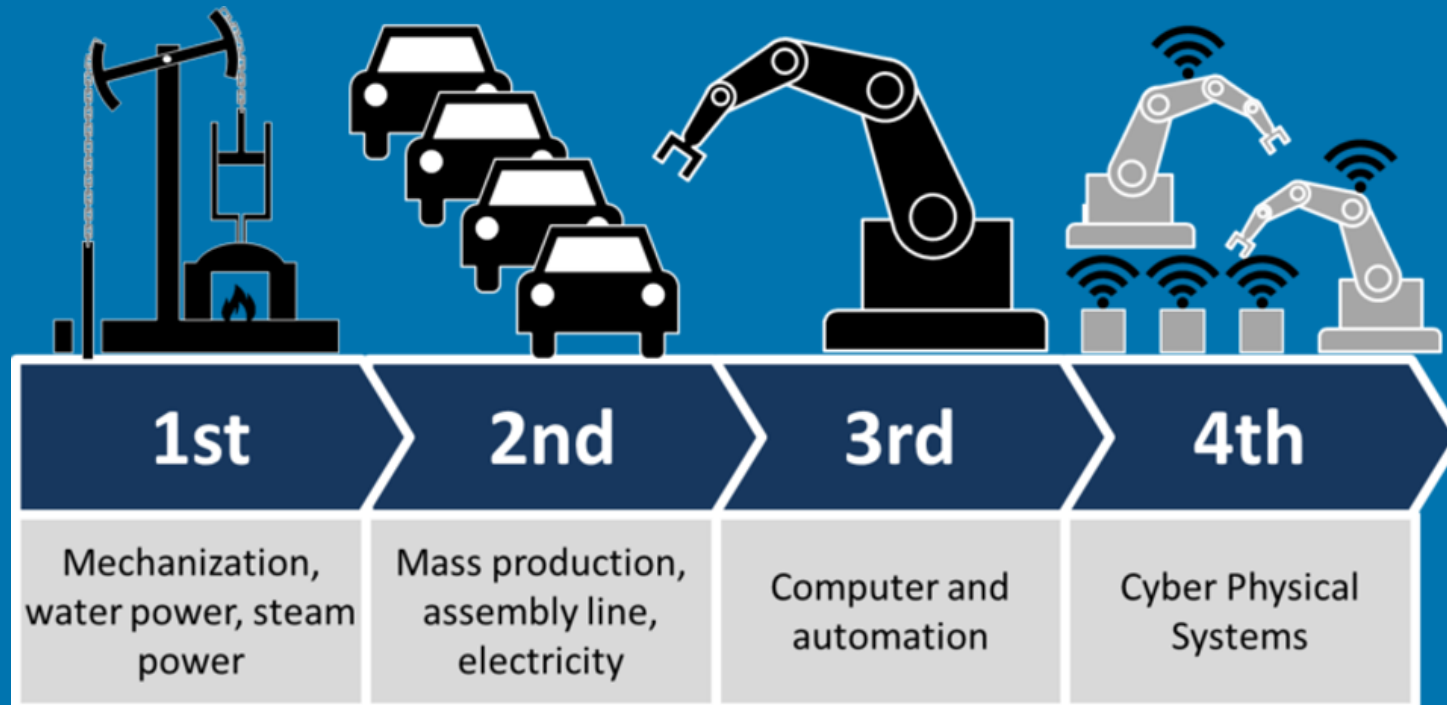 1st
2nd
3rd
4th
Mechanization,
water power, steam
power
Mass production,
assembly line,
electricity
Computer and
automation
Cyber Physical
Systems